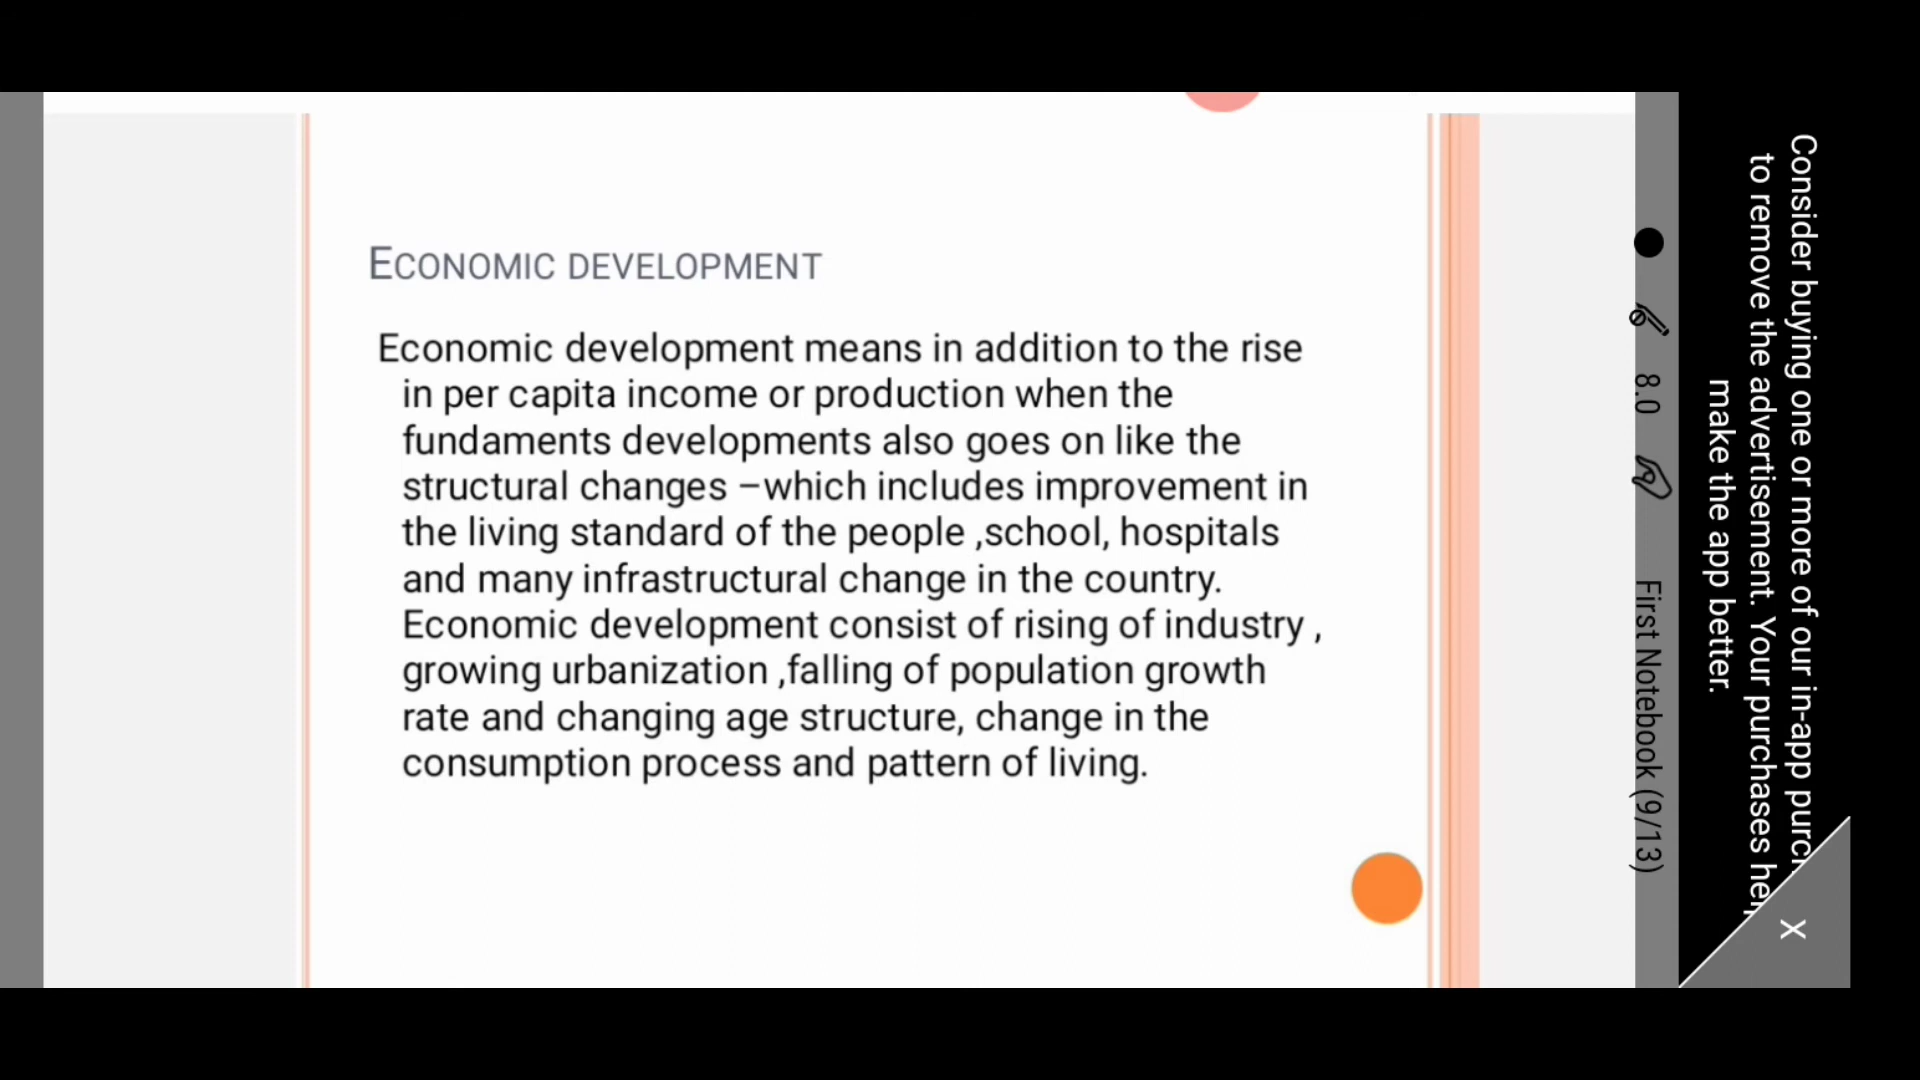 ECONOMIC DEVELOPMENT
Economic development means in addition to the rise
in per capita income or production when the
fundaments developments also goes on like the
structural changes –which includes improvement in
the living standard of the people ,school, hospitals
and many infrastructural change in the country.
Economic development consist of rising of industry ,
growing urbanization ,falling of population growth
rate and changing age structure, change in the
consumption process and pattern of living.
8.0
First Notebook (9/13)
Consider buying one or more of our in-app
to remove the advertisement. Your purchases
make the app better.
X